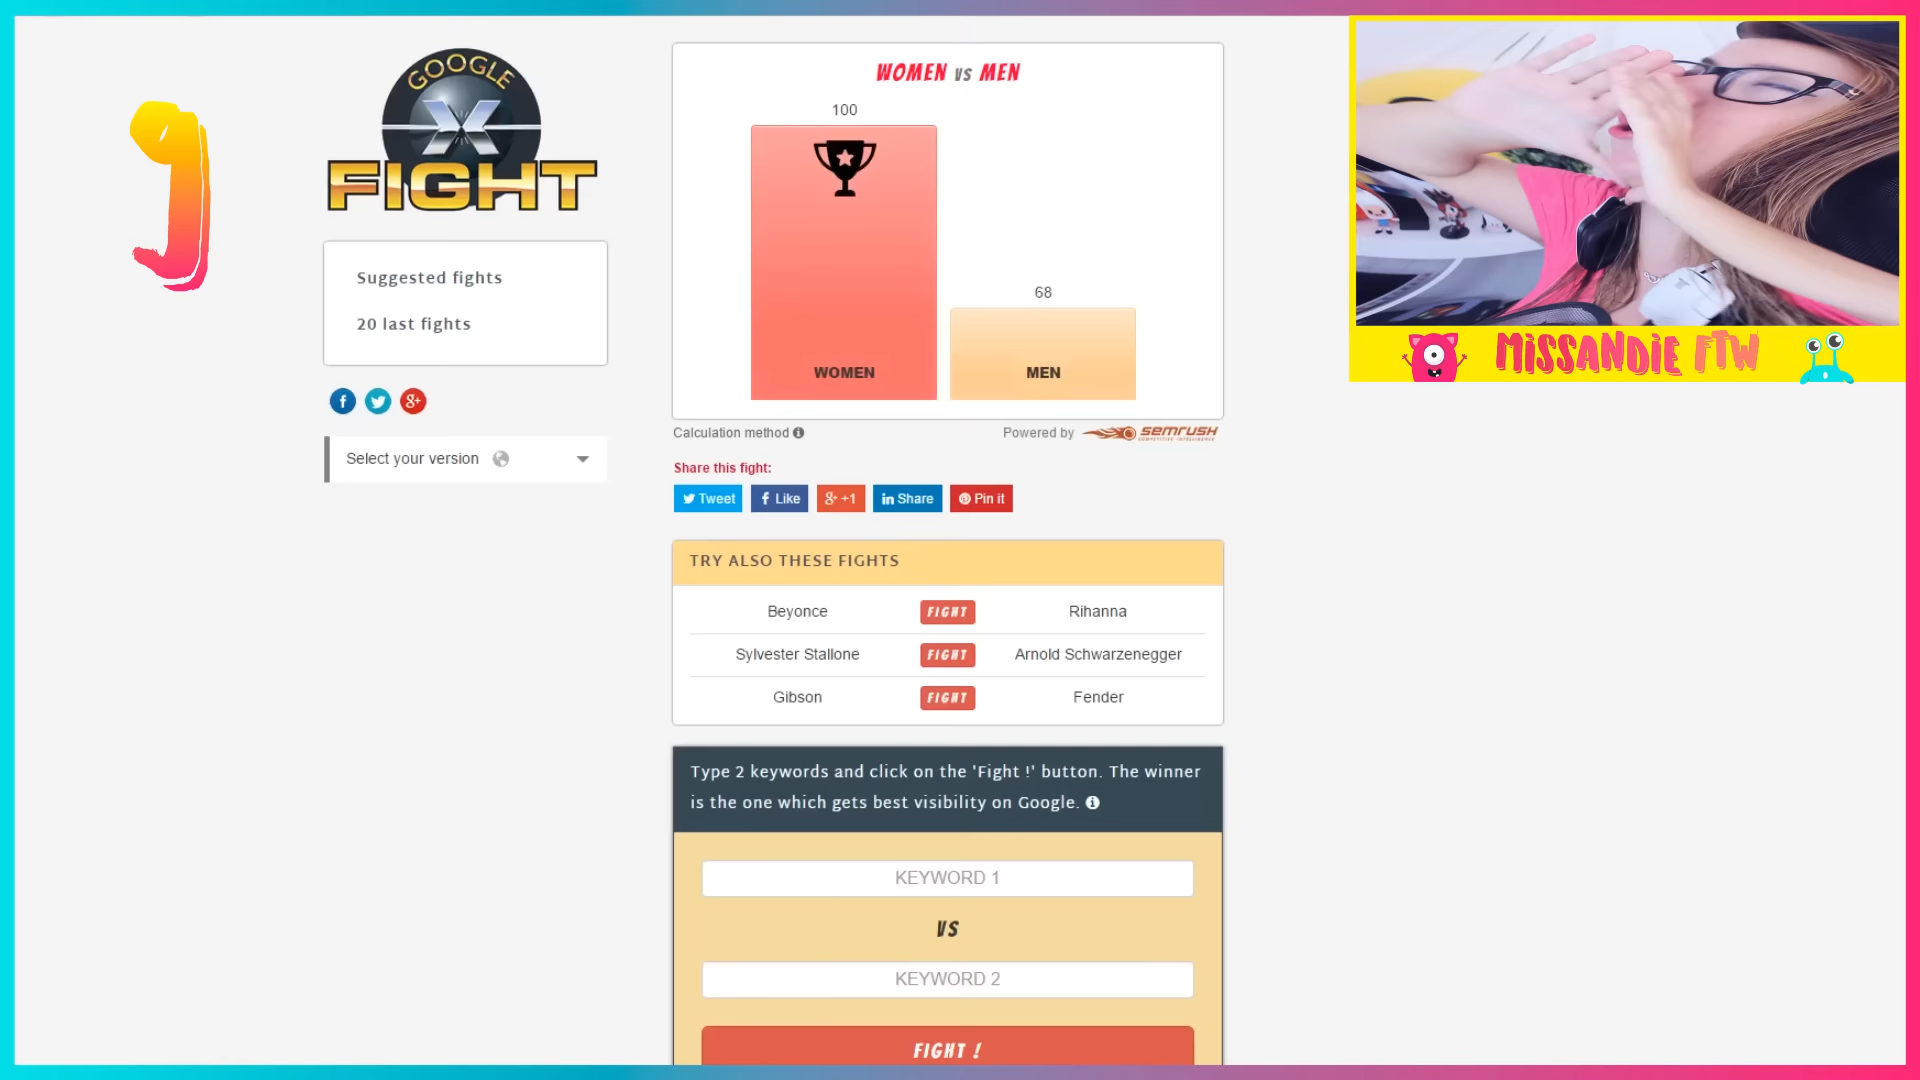 9
GOOGLE
FIGHT
Suggested fights
20 last fights
Select your version
WOMEN VS MEN
100
68
WOMEN
MEN
Calculation method
Powered by SEMRUSH
COMPETITIVE INTELLIGENCE
Share this fight:
Tweet Like +1 Share Pin it
TRY ALSO THESE FIGHTS
Beyonce FIGHT Rihanna
Sylvester Stallone FIGHT Arnold Schwarzenegger
Gibson FIGHT Fender
Type 2 keywords and click on the 'Fight !' button. The winner
is the one which gets best visibility on Google.
KEYWORD 1
VS
KEYWORD 2
FIGHT !
MISSANDIE FTW